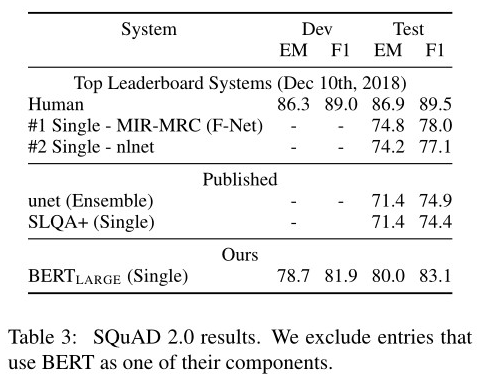 System Dev Test
EM F1 EM F1
Top Leaderboard Systems (Dec 10th, 2018)
Human 86.3 89.0 86.9 89.5
#1 Single - MIR-MRC (F-Net) - - 74.8 78.0
#2 Single - nlnet - - 74.2 77.1
Published
unet (Ensemble) - - 71.4 74.9
SLQA+ (Single) - 71.4 74.4
Ours
BERTLARGE (Single) 78.7 81.9 80.0 83.1
Table 3: SQuAD 2.0 results. We exclude entries that
use BERT as one of their components.